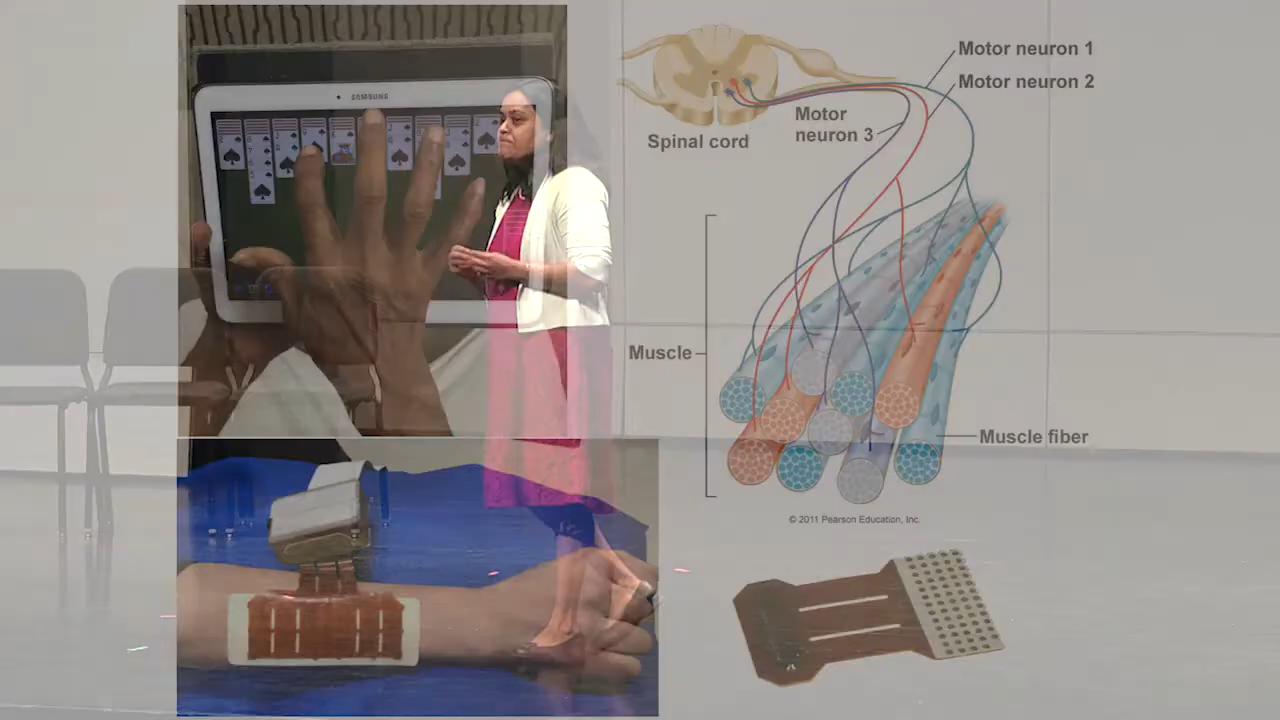 SAMSUNG
Motor neuron 1
Motor neuron 2
Motor
neuron 3
Spinal cord
Muscle
Muscle fiber
© 2011 Pearson Education, Inc.